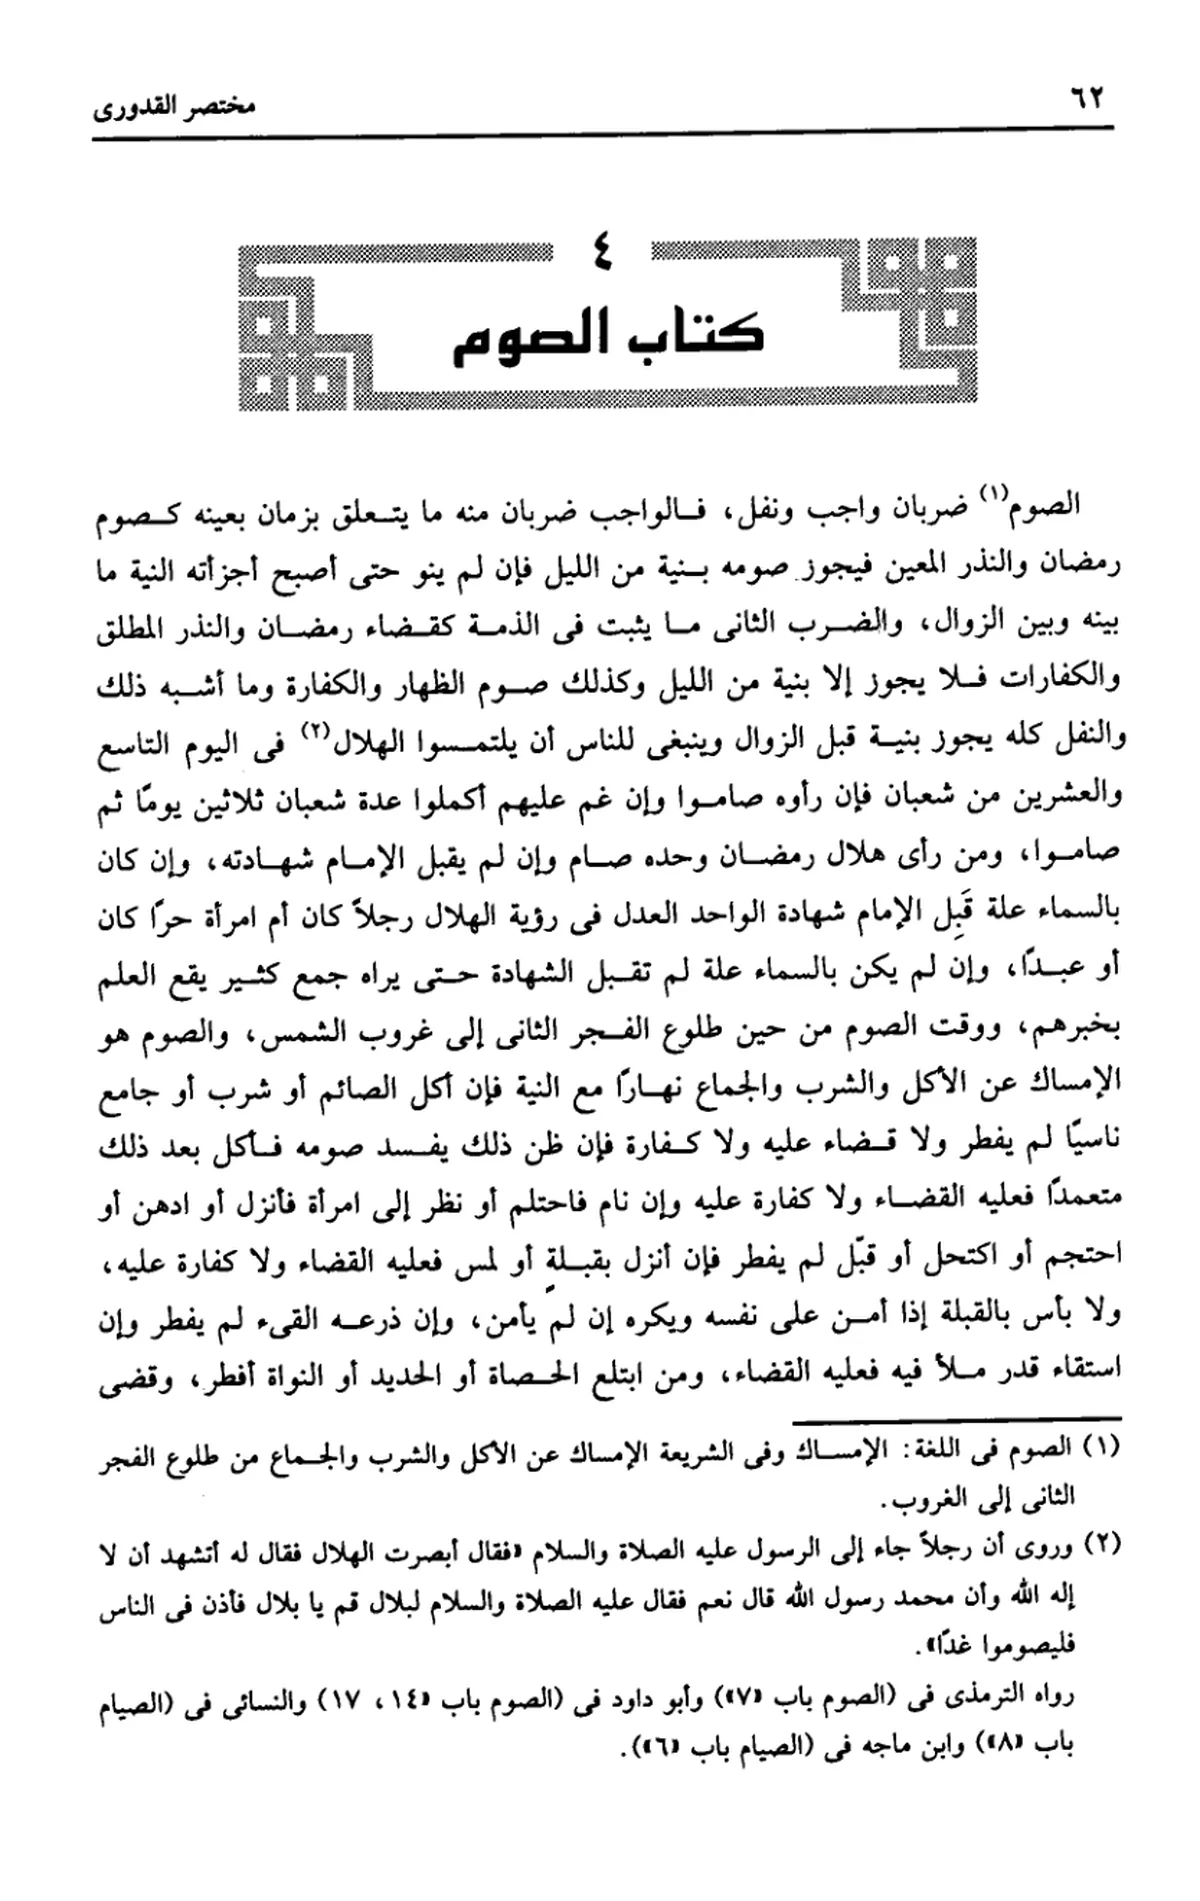 ٦٢
مختصر القدورى
٤
كتاب الصوم
الصوم(١) ضربان واجب ونفل، فالواجب ضربان منه ما يتعلق بزمان بعينه كصوم
رمضان والنذر المعين فيجوز صومه بنية من الليل فإن لم ينو حتى أصبح أجزأته النية ما
بينه وبين الزوال، والضرب الثانى ما يثبت فى الذمة كقضاء رمضان والنذر المطلق
والكفارات فلا يجوز إلا بنية من الليل وكذلك صوم الظهار والكفارة وما أشبه ذلك
والنفل كله يجوز بنية قبل الزوال وينبغى للناس أن يلتمسوا الهلال(٢) فى اليوم التاسع
والعشرين من شعبان فإن رأوه صاموا وإن غم عليهم أكملوا عدة شعبان ثلاثين يومًا ثم
صاموا، ومن رأى هلال رمضان وحده صام وإن لم يقبل الإمام شهادته، وإن كان
بالسماء علة قَبِل الإمام شهادة الواحد العدل فى رؤية الهلال رجلاً كان أم امرأة حرًا كان
أو عبدًا، وإن لم يكن بالسماء علة لم تقبل الشهادة حتى يراه جمع كثير يقع العلم
بخبرهم، ووقت الصوم من حين طلوع الفجر الثانى إلى غروب الشمس، والصوم هو
الإمساك عن الأكل والشرب والجماع نهارًا مع النية فإن أكل الصائم أو شرب أو جامع
ناسيًا لم يفطر ولا قضاء عليه ولا كفارة فإن ظن ذلك يفسد صومه فأكل بعد ذلك
متعمدًا فعليه القضاء ولا كفارة عليه وإن نام فاحتلم أو نظر إلى امرأة فأنزل أو ادهن أو
احتجم أو اكتحل أو قبّل لم يفطر فإن أنزل بقبلةٍ أو لمس فعليه القضاء ولا كفارة عليه،
ولا بأس بالقبلة إذا أمن على نفسه ويكره إن لم يأمن، وإن ذرعه القىء لم يفطر وإن
استقاء قدر ملأ فيه فعليه القضاء، ومن ابتلع الحصاة أو الحديد أو النواة أفطر، وقضى
(١) الصوم فى اللغة: الإمساك وفى الشريعة الإمساك عن الأكل والشرب والجماع من طلوع الفجر
الثانى إلى الغروب.
(٢) وروى أن رجلاً جاء إلى الرسول عليه الصلاة والسلام «فقال أبصرت الهلال فقال له أتشهد أن لا
إله الله وأن محمد رسول الله قال نعم فقال عليه الصلاة والسلام لبلال قم يا بلال فأذن فى الناس
فليصوموا غدًا».
رواه الترمذى فى (الصوم باب «٧») وأبو داود فى (الصوم باب «١٤، ١٧) والنسائى فى (الصيام
باب «٨») وابن ماجه فى (الصيام باب «٦»).